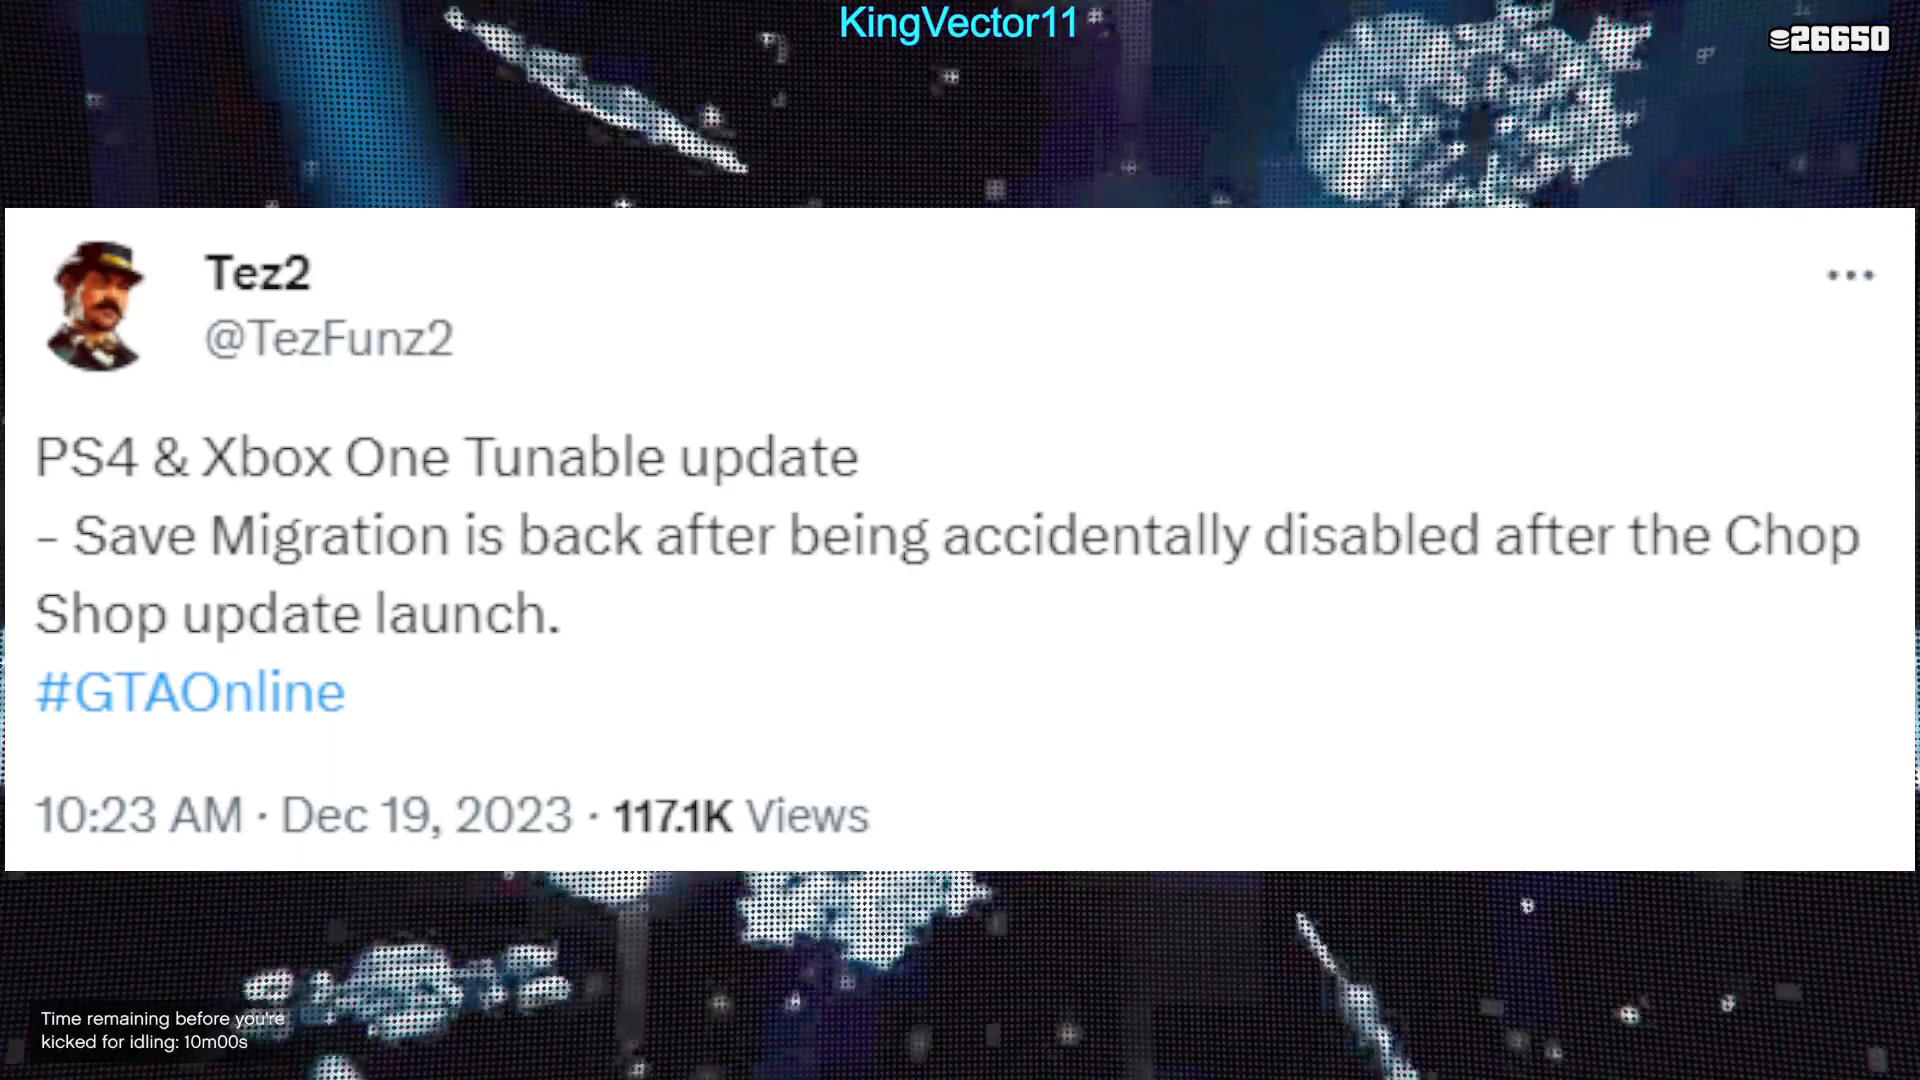 KingVector11
26650
Tez2
@TezFunz2
PS4 & Xbox One Tunable update
- Save Migration is back after being accidentally disabled after the Chop
Shop update launch.
#GTAOnline
10:23 AM · Dec 19, 2023 · 117.1K Views
Time remaining before you're
kicked for idling: 10m00s